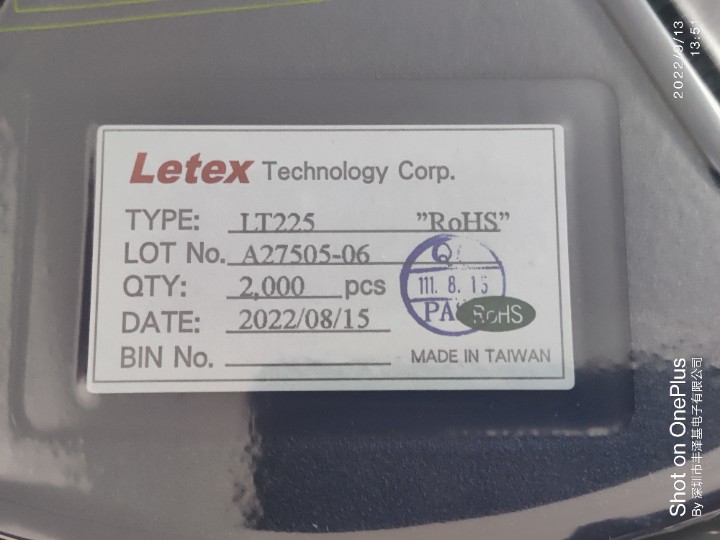 Letex Technology Corp.
TYPE: LT225 "RoHS"
LOT No. A27505-06
QTY: 2,000 pcs
DATE: 2022/08/15
BIN No.
MADE IN TAIWAN
Q
111. 8. 15
PA
RoHS
2022/9/13
13:51
Shot on OnePlus
By 深圳市丰泽基电子有限公司